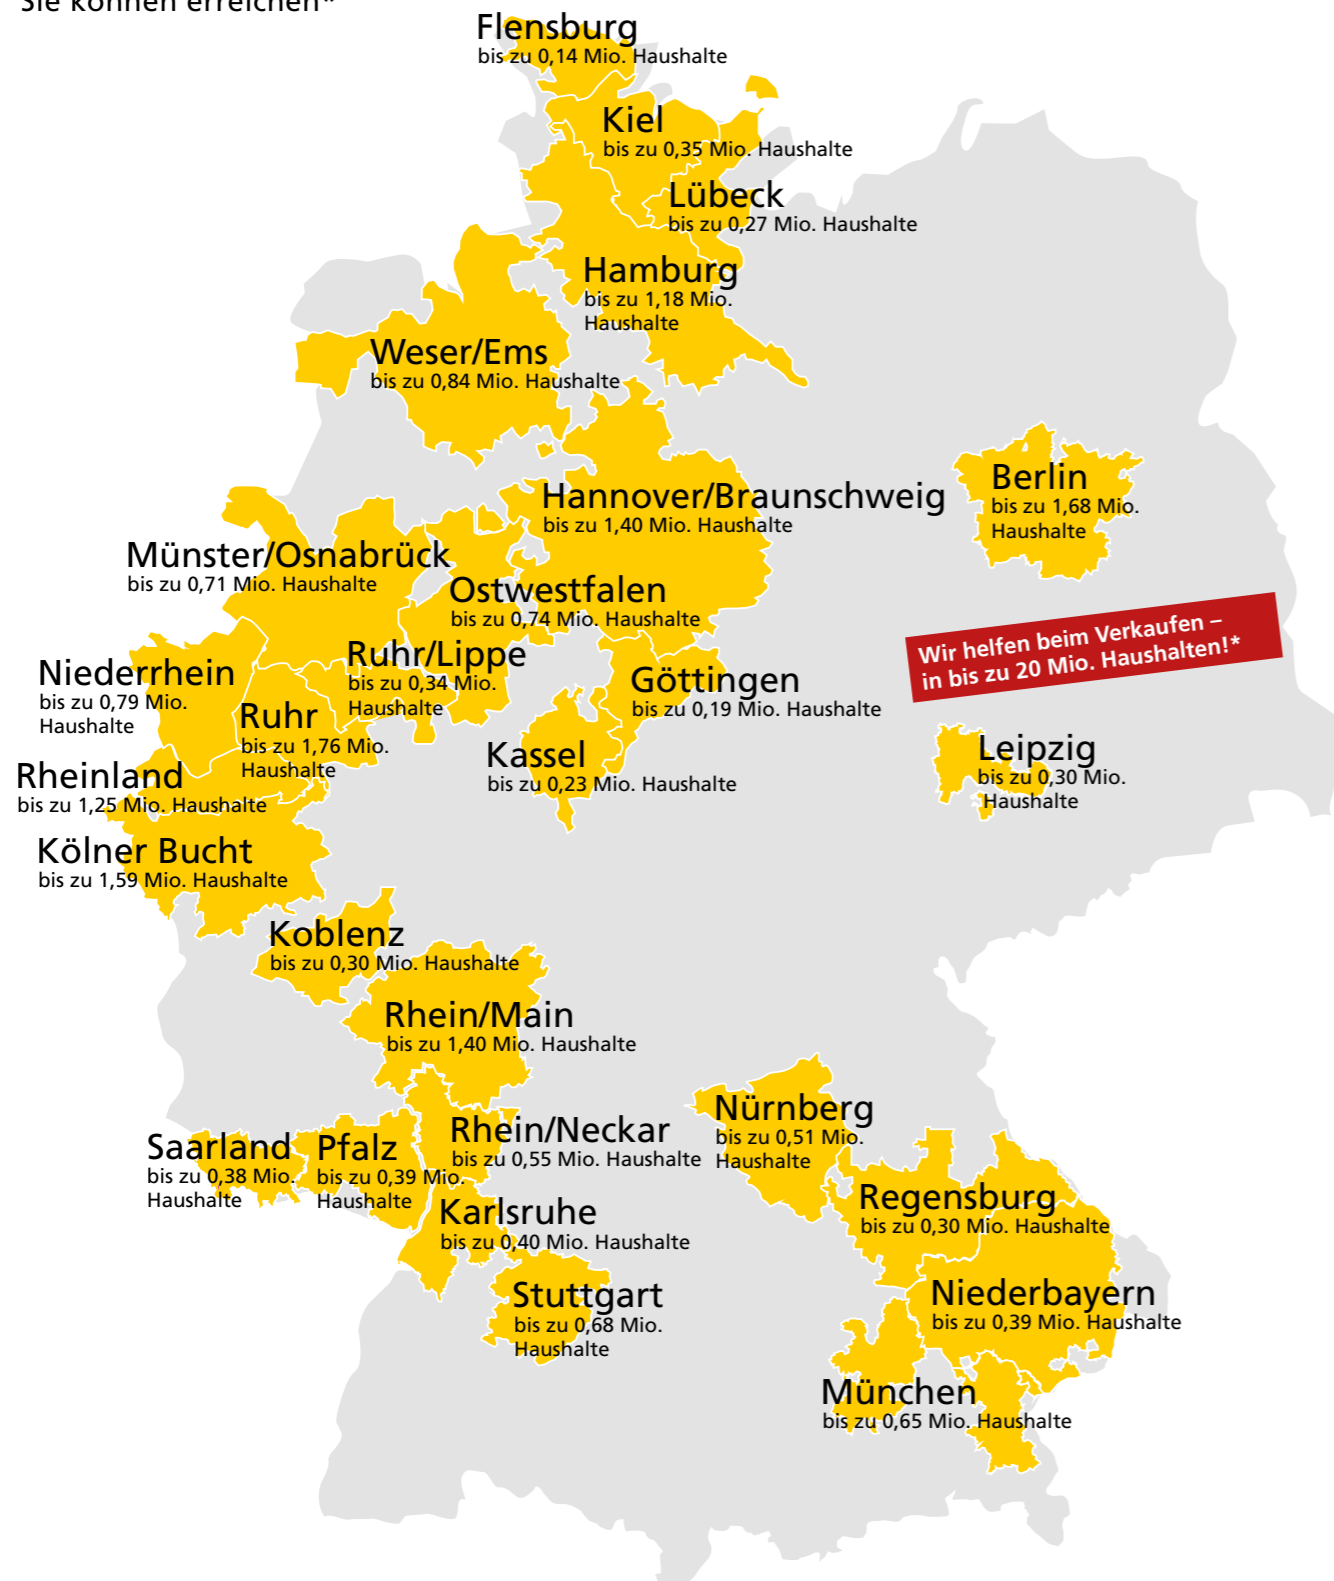 Sie können erreichen*
Flensburg
bis zu 0,14 Mio. Haushalte
Kiel
bis zu 0,35 Mio. Haushalte
Lübeck
bis zu 0,27 Mio. Haushalte
Hamburg
bis zu 1,18 Mio.
Haushalte
Weser/Ems
bis zu 0,84 Mio. Haushalte
Berlin
bis zu 1,68 Mio.
Haushalte
Hannover/Braunschweig
bis zu 1,40 Mio. Haushalte
Münster/Osnabrück
bis zu 0,71 Mio. Haushalte
Ostwestfalen
bis zu 0,74 Mio. Haushalte
Wir helfen beim Verkaufen –
in bis zu 20 Mio. Haushalten!*
Ruhr/Lippe
bis zu 0,34 Mio.
Haushalte
Niederrhein
bis zu 0,79 Mio.
Haushalte
Göttingen
bis zu 0,19 Mio. Haushalte
Ruhr
bis zu 1,76 Mio.
Haushalte
Kassel
bis zu 0,23 Mio. Haushalte
Leipzig
bis zu 0,30 Mio.
Haushalte
Rheinland
bis zu 1,25 Mio. Haushalte
Kölner Bucht
bis zu 1,59 Mio. Haushalte
Koblenz
bis zu 0,30 Mio. Haushalte
Rhein/Main
bis zu 1,40 Mio. Haushalte
Nürnberg
bis zu 0,51 Mio.
Haushalte
Rhein/Neckar
bis zu 0,55 Mio. Haushalte
Saarland
bis zu 0,38 Mio.
Haushalte
Pfalz
bis zu 0,39 Mio.
Haushalte
Regensburg
bis zu 0,30 Mio. Haushalte
Karlsruhe
bis zu 0,40 Mio. Haushalte
Stuttgart
bis zu 0,68 Mio.
Haushalte
Niederbayern
bis zu 0,39 Mio. Haushalte
München
bis zu 0,65 Mio. Haushalte